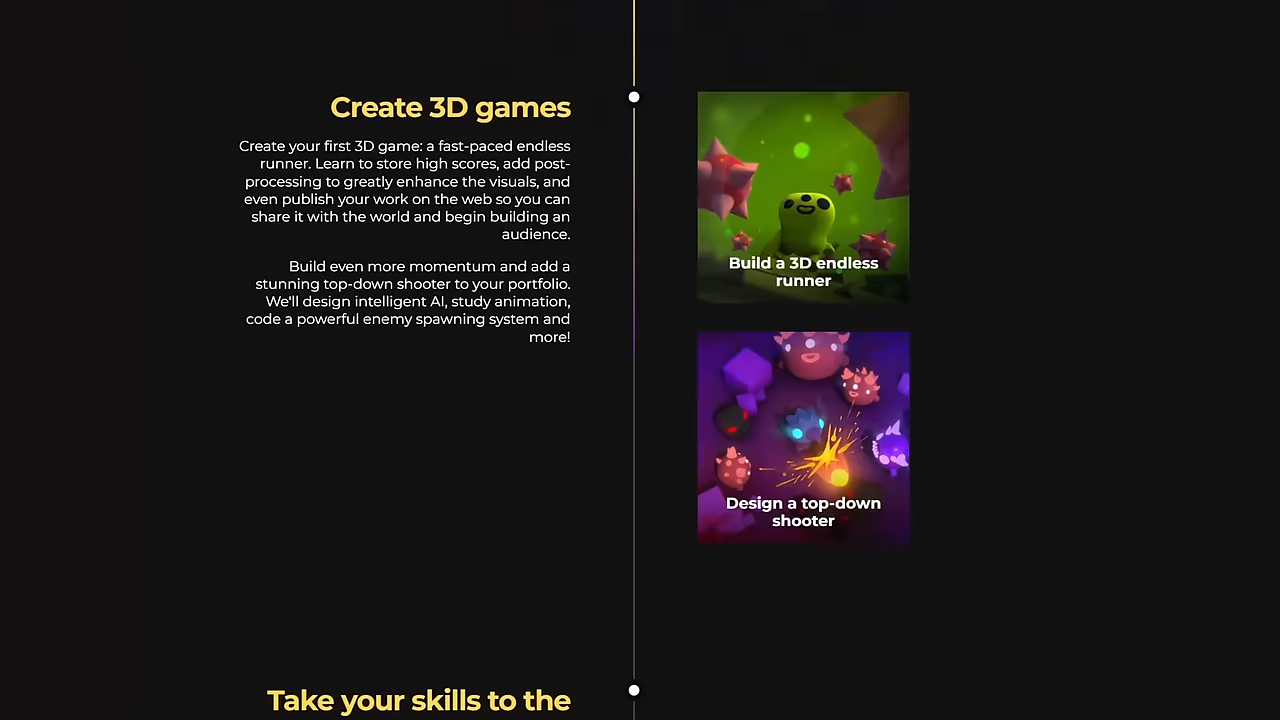 Create 3D games
Create your first 3D game: a fast-paced endless
runner. Learn to store high scores, add post-
processing to greatly enhance the visuals, and
even publish your work on the web so you can
share it with the world and begin building an
audience.
Build even more momentum and add a
stunning top-down shooter to your portfolio.
We'll design intelligent AI, study animation,
code a powerful enemy spawning system and
more!
Build a 3D endless
runner
Design a top-down
shooter
Take your skills to the